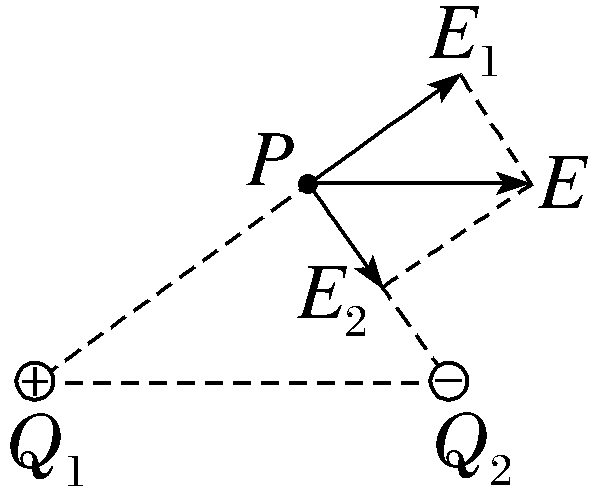 E₁
P
E
E₂
+ −
Q₁ Q₂